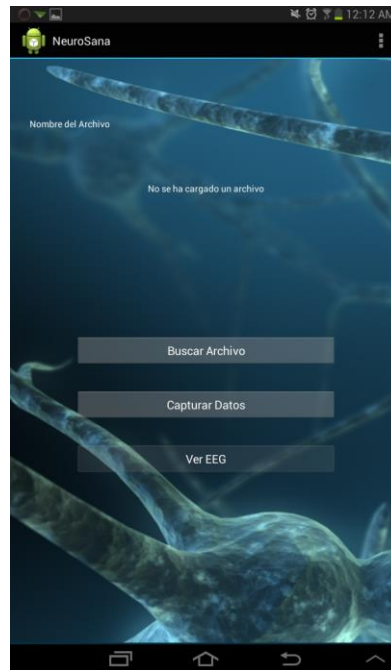 12:12 AM
NeuroSana
Nombre del Archivo
No se ha cargado un archivo
Buscar Archivo
Capturar Datos
Ver EEG